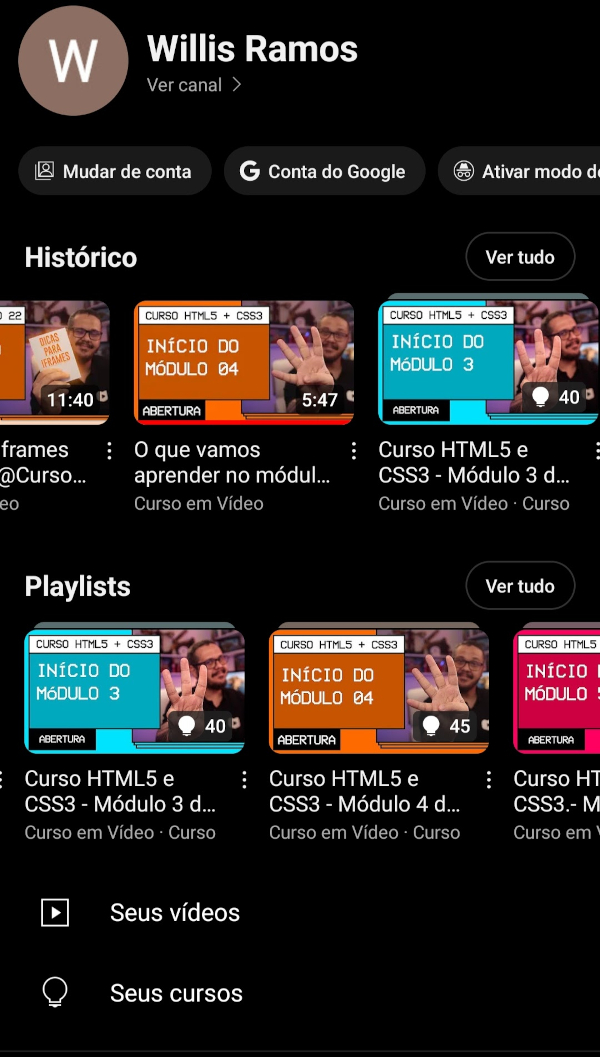 W
Willis Ramos
Ver canal
Mudar de conta
G Conta do Google
Ativar modo d
Histórico
Ver tudo
O 22
DICAS
PARA
IFRAMES
11:40
CURSO HTML5 + CSS3
INÍCIO DO
MÓDULO 04
ABERTURA
5:47
CURSO HTML5 + CSS3
INÍCIO DO
MÓDULO 3
ABERTURA
40
frames
@Curso...
eo
O que vamos
aprender no módul...
Curso em Vídeo
Curso HTML5 e
CSS3 - Módulo 3 d...
Curso em Vídeo · Curso
Playlists
Ver tudo
CURSO HTML5 + CSS3
INÍCIO DO
MÓDULO 3
ABERTURA
40
CURSO HTML5 + CSS3
INÍCIO DO
MÓDULO 04
ABERTURA
45
CURSO HTML5
INÍCIO
MÓDULO
ABERTURA
Curso HTML5 e
CSS3 - Módulo 3 d...
Curso em Vídeo · Curso
Curso HTML5 e
CSS3 - Módulo 4 d...
Curso em Vídeo · Curso
Curso HT
CSS3.- M
Curso em
Seus vídeos
Seus cursos